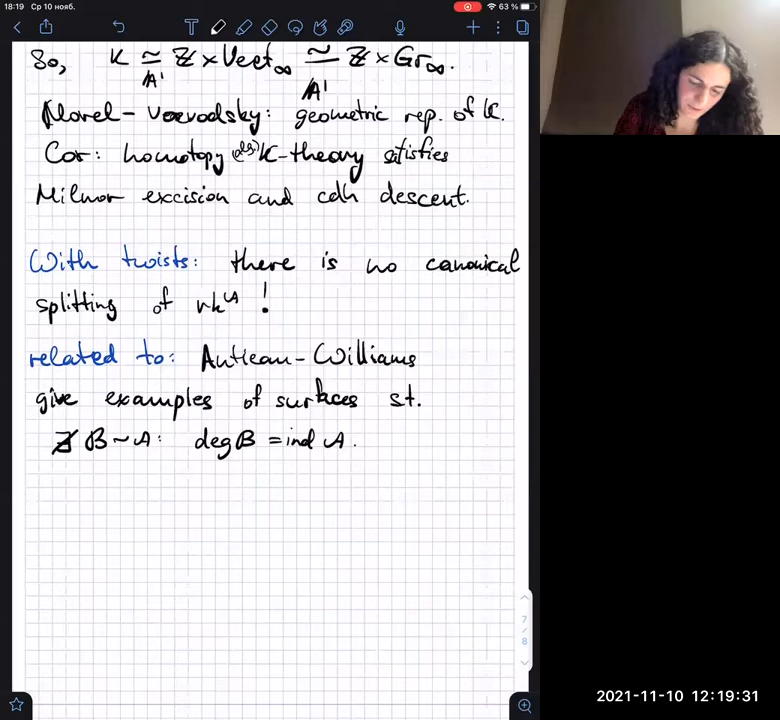 18:19 Ср 10 нояб.
63 %
So, K ≃ Z × Vect∞ ≃ Z × Gr∞.
A¹ A¹
Morel – Voevodsky: geometric rep. of K.
Cor: homotopy K-theory satisfies
Milnor excision and cdh descent.
With twists: there is no canonical
splitting of rk^A !
related to: Antieau – Williams
give examples of surfaces st.
∄ B ~ A: deg B = ind A.
7
/
8
2021-11-10 12:19:31